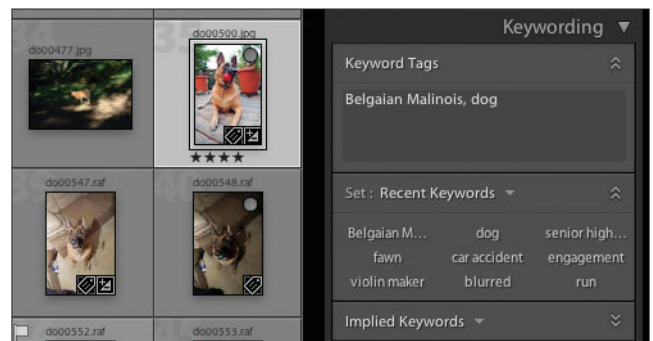 Keywording ▼
do00477.jpg
do00500.jpg
Keyword Tags
Belgaian Malinois, dog
★★★★
do00547.raf
do00548.raf
Set : Recent Keywords
Belgaian M... dog senior high...
fawn car accident engagement
violin maker blurred run
Implied Keywords
do00552.raf
do00553.raf